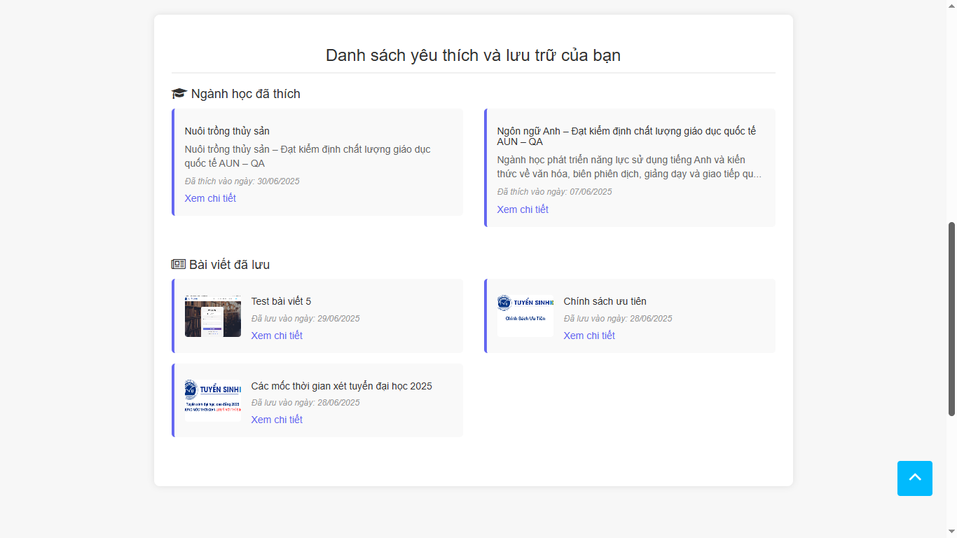 Danh sách yêu thích và lưu trữ của bạn
Ngành học đã thích
Nuôi trồng thủy sản
Nuôi trồng thủy sản – Đạt kiểm định chất lượng giáo dục
quốc tế AUN – QA
Đã thích vào ngày: 30/06/2025
Xem chi tiết
Ngôn ngữ Anh – Đạt kiểm định chất lượng giáo dục quốc tế
AUN – QA
Ngành học phát triển năng lực sử dụng tiếng Anh và kiến
thức về văn hóa, biên phiên dịch, giảng dạy và giao tiếp qu...
Đã thích vào ngày: 07/06/2025
Xem chi tiết
Bài viết đã lưu
Test bài viết 5
Đã lưu vào ngày: 29/06/2025
Xem chi tiết
TUYỂN SINH
Chính Sách Ưu Tiên
Chính sách ưu tiên
Đã lưu vào ngày: 28/06/2025
Xem chi tiết
TUYỂN SINH
Các mốc thời gian xét tuyển đại học 2025
Đã lưu vào ngày: 28/06/2025
Xem chi tiết